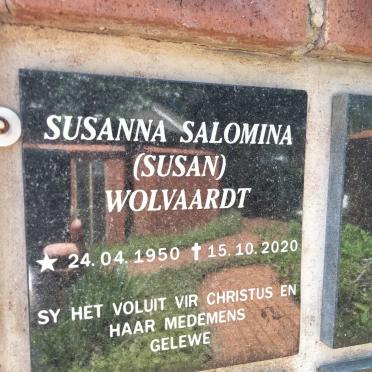 SUSANNA SALOMINA
(SUSAN)
WOLVAARDT
★ 24.04.1950 ✝ 15.10.2020
SY HET VOLUIT VIR CHRISTUS EN
HAAR MEDEMENS
GELEWE